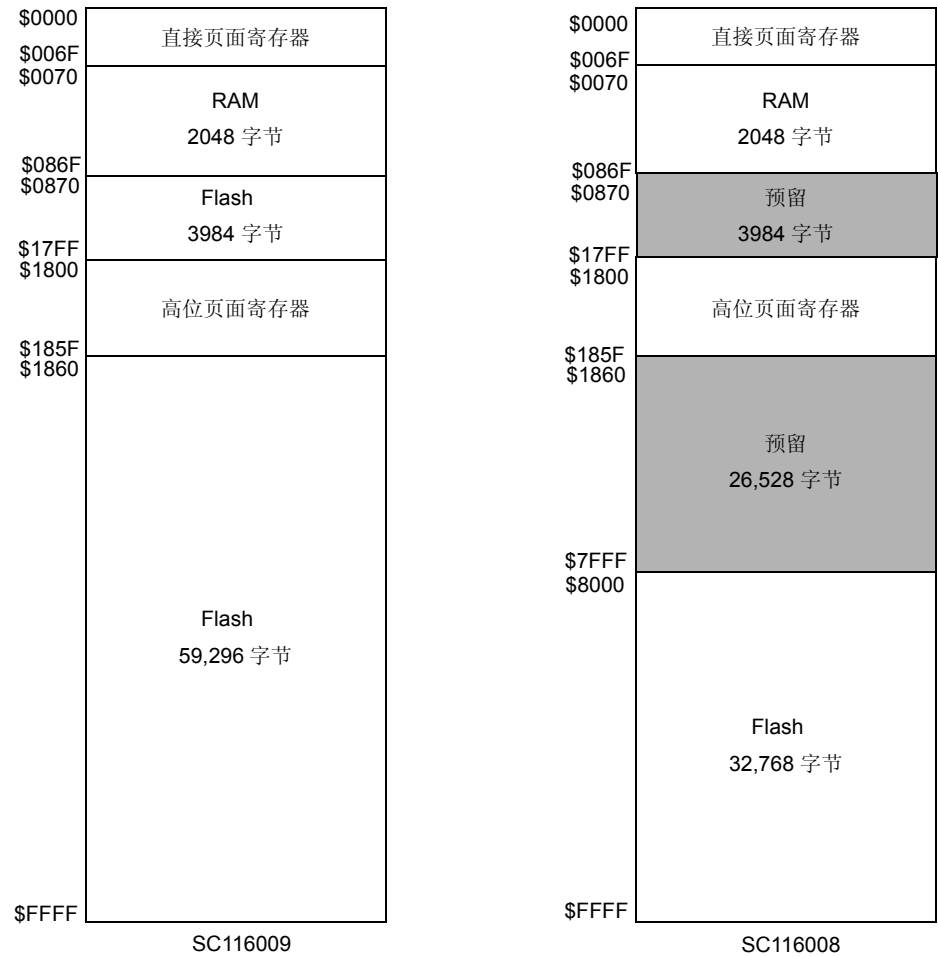 $0000
直接页面寄存器
$006F
$0070
RAM
2048 字节
$086F
$0870
Flash
3984 字节
$17FF
$1800
高位页面寄存器
$185F
$1860
Flash
59,296 字节
$FFFF
SC116009
$0000
直接页面寄存器
$006F
$0070
RAM
2048 字节
$086F
$0870
预留
3984 字节
$17FF
$1800
高位页面寄存器
$185F
$1860
预留
26,528 字节
$7FFF
$8000
Flash
32,768 字节
$FFFF
SC116008